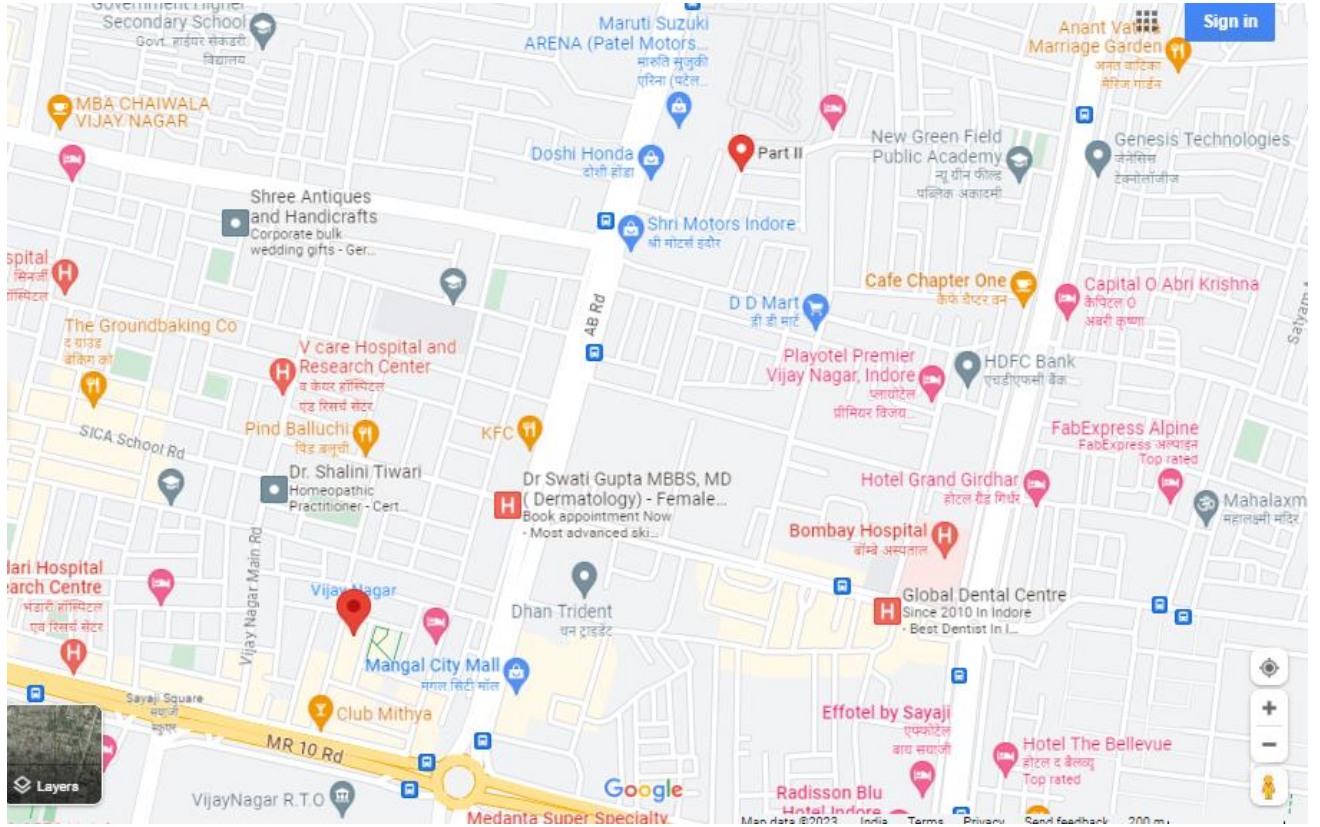 Government Higher
Secondary School
Govt. हाईयर सेकंडरी
विद्यालय
Maruti Suzuki
ARENA (Patel Motors...
मारुति सुजुकी
एरिना (पटेल...
Anant Vat
Marriage Garden
अनंत वाटिका
मैरिज गार्डन
Sign in
MBA CHAIWALA
VIJAY NAGAR
Doshi Honda
दोशी होंडा
Part II
New Green Field
Public Academy
न्यू ग्रीन फील्ड
पब्लिक अकादमी
Genesis Technologies
जेनेसिस
टेक्नोलॉजीज
Shree Antiques
and Handicrafts
Corporate bulk
wedding gifts - Ger...
Shri Motors Indore
श्री मोटर्स इंदौर
spital
सिनर्जी
हॉस्पिटल
Cafe Chapter One
कैफे चैप्टर वन
Capital O Abri Krishna
कैपिटल O
अबरी कृष्णा
D D Mart
डी डी मार्ट
AB Rd
Satyam
The Groundbaking Co
द ग्राउंड
बेकिंग को
V care Hospital and
Research Center
व केयर हॉस्पिटल
एंड रिसर्च सेंटर
Playotel Premier
Vijay Nagar, Indore
प्लायोटेल
प्रीमियर विजय...
HDFC Bank
एचडीएफसी बैंक
SICA School Rd
Pind Balluchi
पिंड बलूची
KFC
FabExpress Alpine
FabExpress अल्पाइन
Top rated
Dr. Shalini Tiwari
Homeopathic
Practitioner - Cert...
Dr Swati Gupta MBBS, MD
( Dermatology) - Female...
Book appointment Now
- Most advanced ski...
Hotel Grand Girdhar
होटल ग्रैंड गिर्धर
Mahalaxm
महालक्ष्मी मंदिर
Bombay Hospital
बॉम्बे अस्पताल
Vijay Nagar Main Rd
dari Hospital
earch Centre
भंडारी हॉस्पिटल
एवं रिसर्च सेंटर
Vijay Nagar
Dhan Trident
धन ट्राइडेंट
Global Dental Centre
Since 2010 In Indore
- Best Dentist In I...
R1
Mangal City Mall
मंगल सिटी मॉल
Sayaji Square
सयाजी
स्कुएर
Club Mithya
MR 10 Rd
Effotel by Sayaji
एफ्फोटेल
बाय सयाजी
Hotel The Bellevue
होटल द बैलव्यू
Top rated
Layers
VijayNagar R.T.O
Google
Radisson Blu
Hotel Indore
Medanta Super Specialty
Map data ©2023 India Terms Privacy Send feedback 200 m